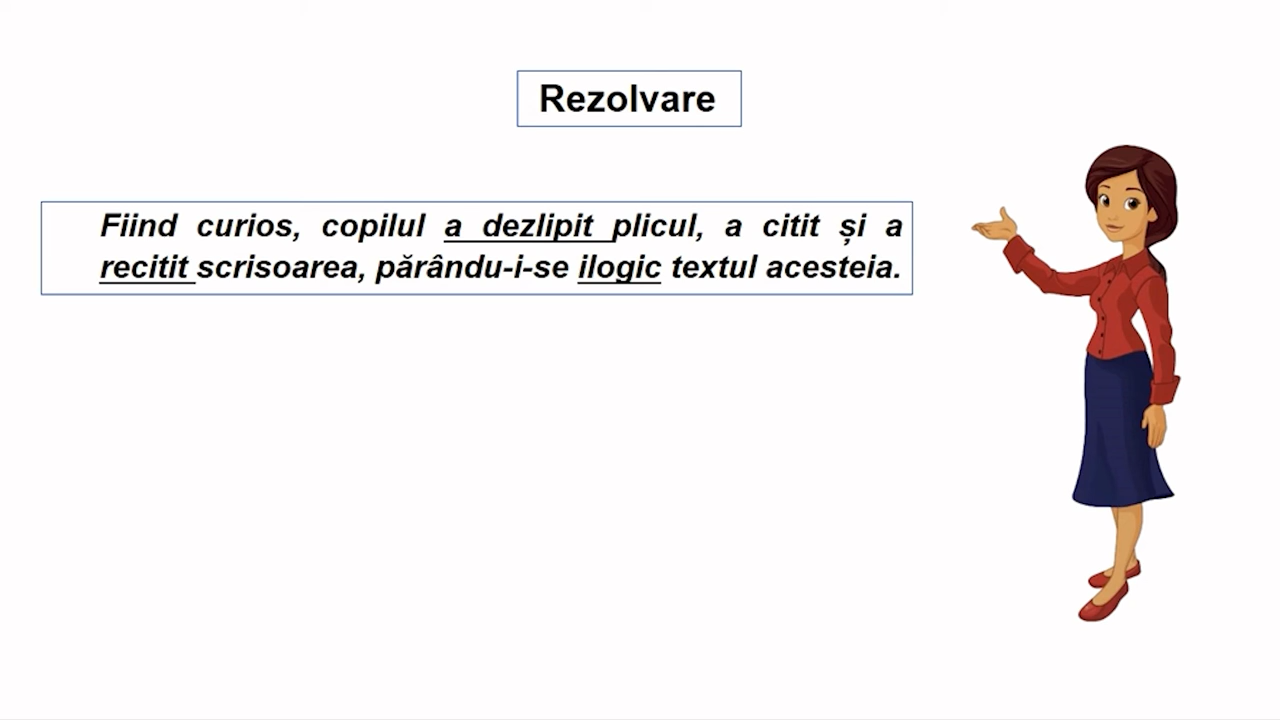 Rezolvare
Fiind curios, copilul a dezlipit plicul, a citit și a
recitit scrisoarea, părându-i-se ilogic textul acesteia.